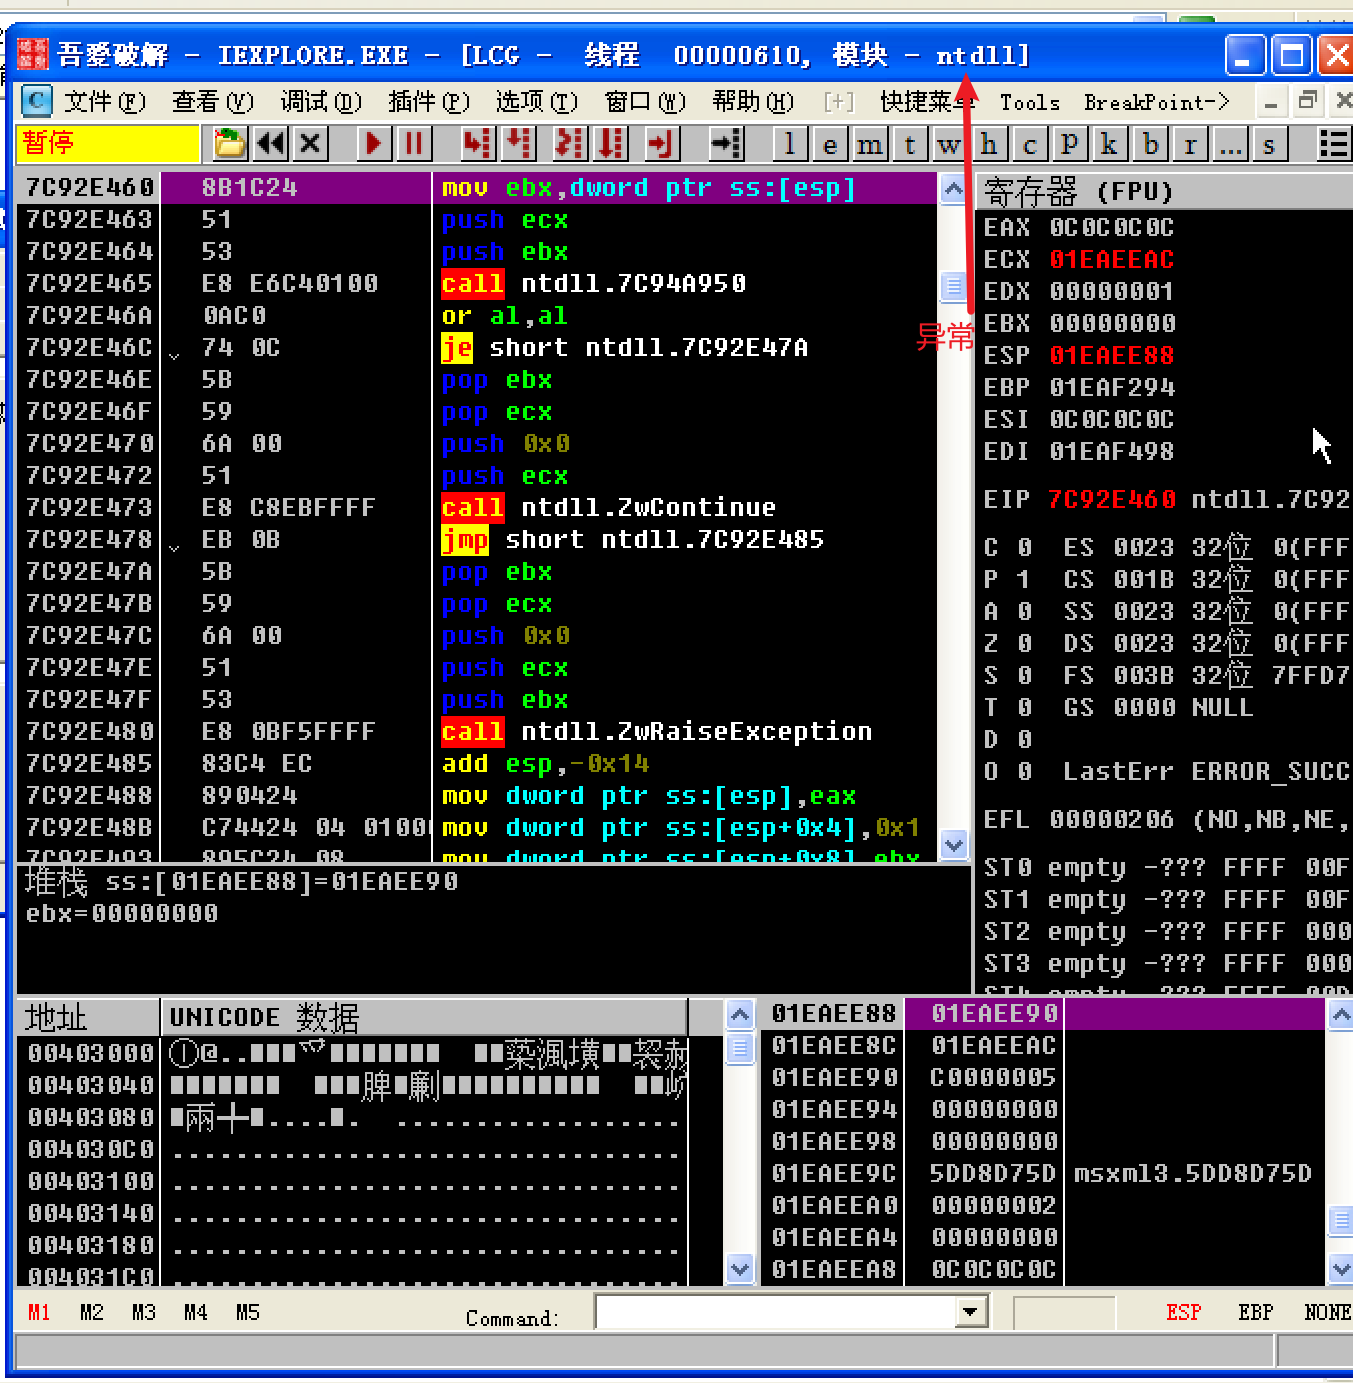 吾愛破解 - IEXPLORE.EXE - [LCG - 线程 00000610, 模块 - ntdll]
C 文件(F) 查看(V) 调试(D) 插件(P) 选项(T) 窗口(W) 帮助(H) [+] 快捷菜单 Tools BreakPoint->
暂停 l e m t w h c p k b r ... s
7C92E460 8B1C24 mov ebx,dword ptr ss:[esp]
7C92E463 51 push ecx
7C92E464 53 push ebx
7C92E465 E8 E6C40100 call ntdll.7C94A950
7C92E46A 0AC0 or al,al
7C92E46C 74 0C je short ntdll.7C92E47A
7C92E46E 5B pop ebx
7C92E46F 59 pop ecx
7C92E470 6A 00 push 0x0
7C92E472 51 push ecx
7C92E473 E8 C8EBFFFF call ntdll.ZwContinue
7C92E478 EB 0B jmp short ntdll.7C92E485
7C92E47A 5B pop ebx
7C92E47B 59 pop ecx
7C92E47C 6A 00 push 0x0
7C92E47E 51 push ecx
7C92E47F 53 push ebx
7C92E480 E8 0BF5FFFF call ntdll.ZwRaiseException
7C92E485 83C4 EC add esp,-0x14
7C92E488 890424 mov dword ptr ss:[esp],eax
7C92E48B C74424 04 0100 mov dword ptr ss:[esp+0x4],0x1
7C92E493 895C24 08 mov dword ptr ss:[esp+0x8],ebx
异常
寄存器 (FPU)
EAX 0C0C0C0C
ECX 01EAEEAC
EDX 00000001
EBX 00000000
ESP 01EAEE88
EBP 01EAF294
ESI 0C0C0C0C
EDI 01EAF498
EIP 7C92E460 ntdll.7C92
C 0 ES 0023 32位 0(FFF
P 1 CS 001B 32位 0(FFF
A 0 SS 0023 32位 0(FFF
Z 0 DS 0023 32位 0(FFF
S 0 FS 003B 32位 7FFD7
T 0 GS 0000 NULL
D 0
O 0 LastErr ERROR_SUCC
EFL 00000206 (NO,NB,NE,
ST0 empty -??? FFFF 00F
ST1 empty -??? FFFF 00F
ST2 empty -??? FFFF 000
ST3 empty -??? FFFF 000
堆栈 ss:[01EAEE88]=01EAEE90
ebx=00000000
地址 UNICODE 数据
00403000
00403040
00403080
004030C0 ................................
00403100 ................................
00403140 ................................
00403180 ................................
004031C0 ................................
01EAEE88 01EAEE90
01EAEE8C 01EAEEAC
01EAEE90 C0000005
01EAEE94 00000000
01EAEE98 00000000
01EAEE9C 5DD8D75D msxml3.5DD8D75D
01EAEEA0 00000002
01EAEEA4 00000000
01EAEEA8 0C0C0C0C
M1 M2 M3 M4 M5 Command: ESP EBP NONE